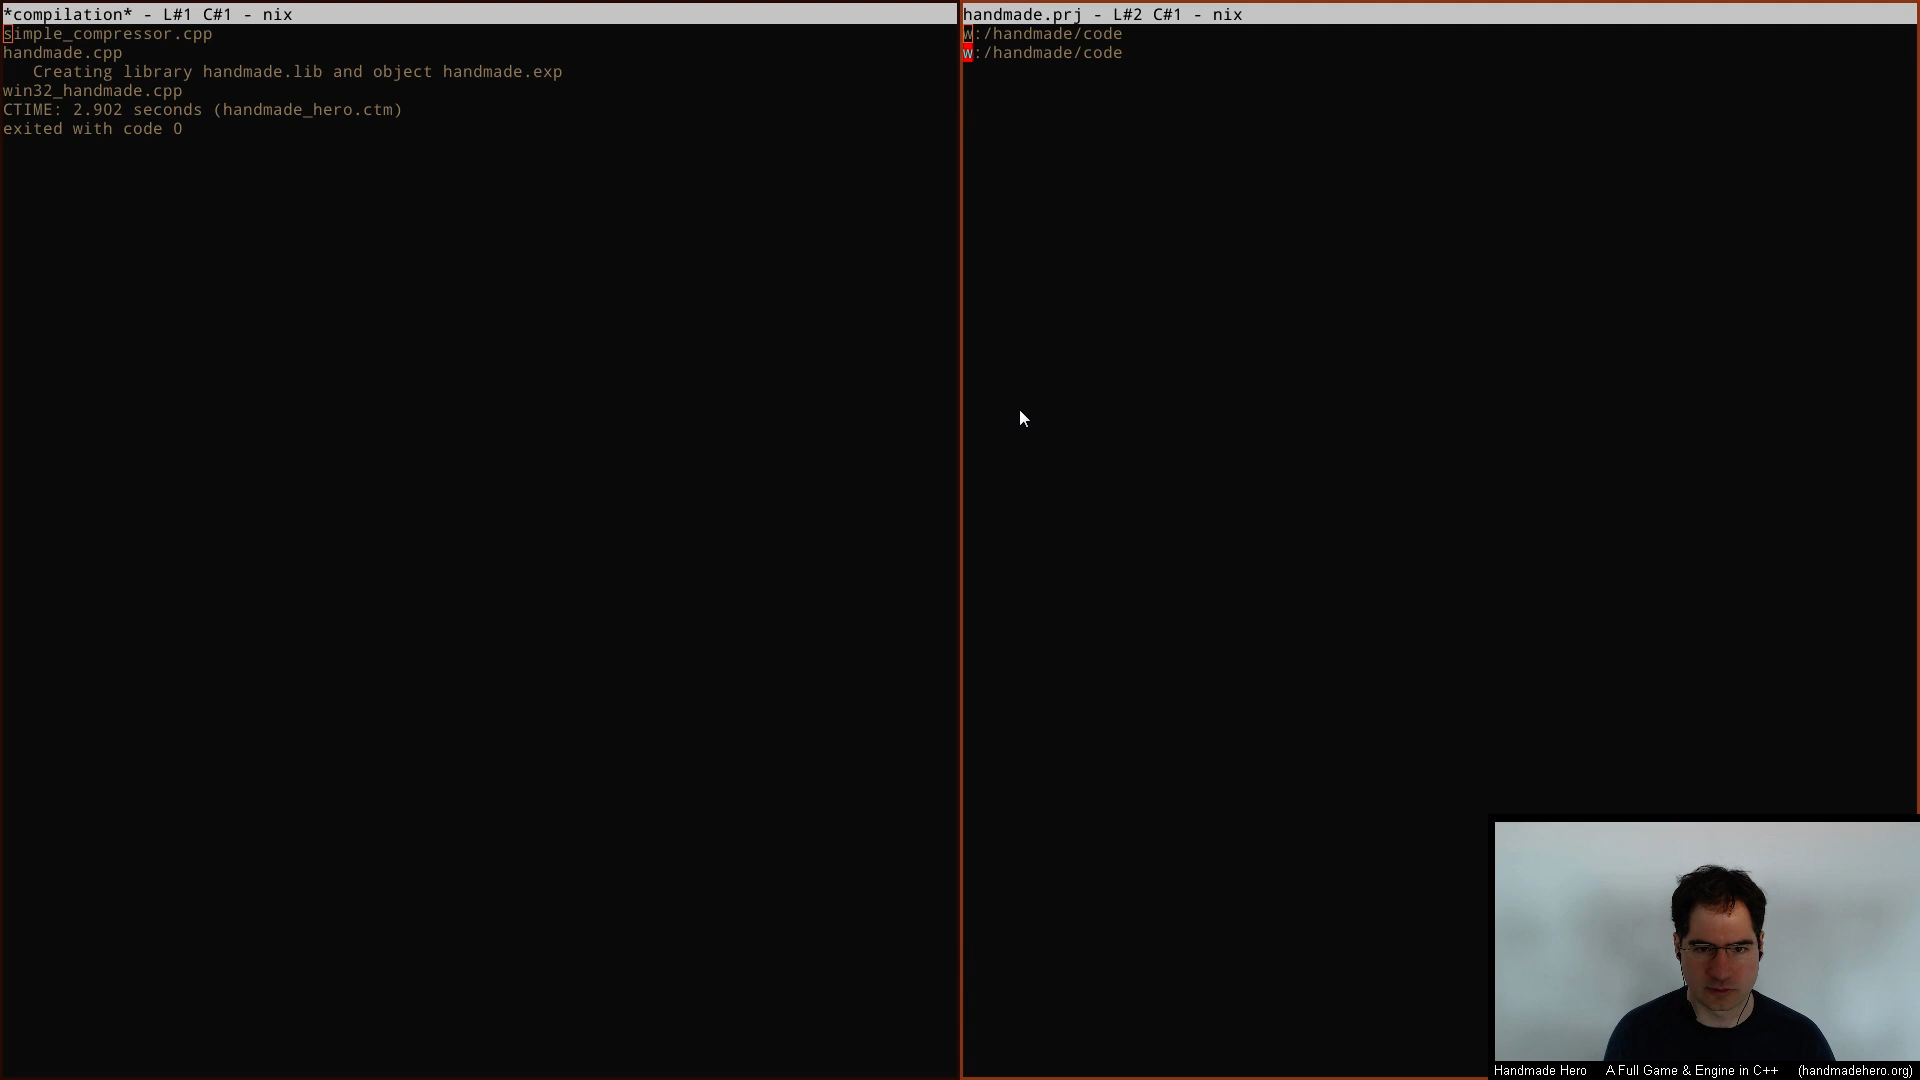 *compilation* - L#1 C#1 - nix
simple_compressor.cpp
handmade.cpp
   Creating library handmade.lib and object handmade.exp
win32_handmade.cpp
CTIME: 2.902 seconds (handmade_hero.ctm)
exited with code 0
handmade.prj - L#2 C#1 - nix
w:/handmade/code
w:/handmade/code
Handmade Hero A Full Game & Engine in C++ (handmadehero.org)